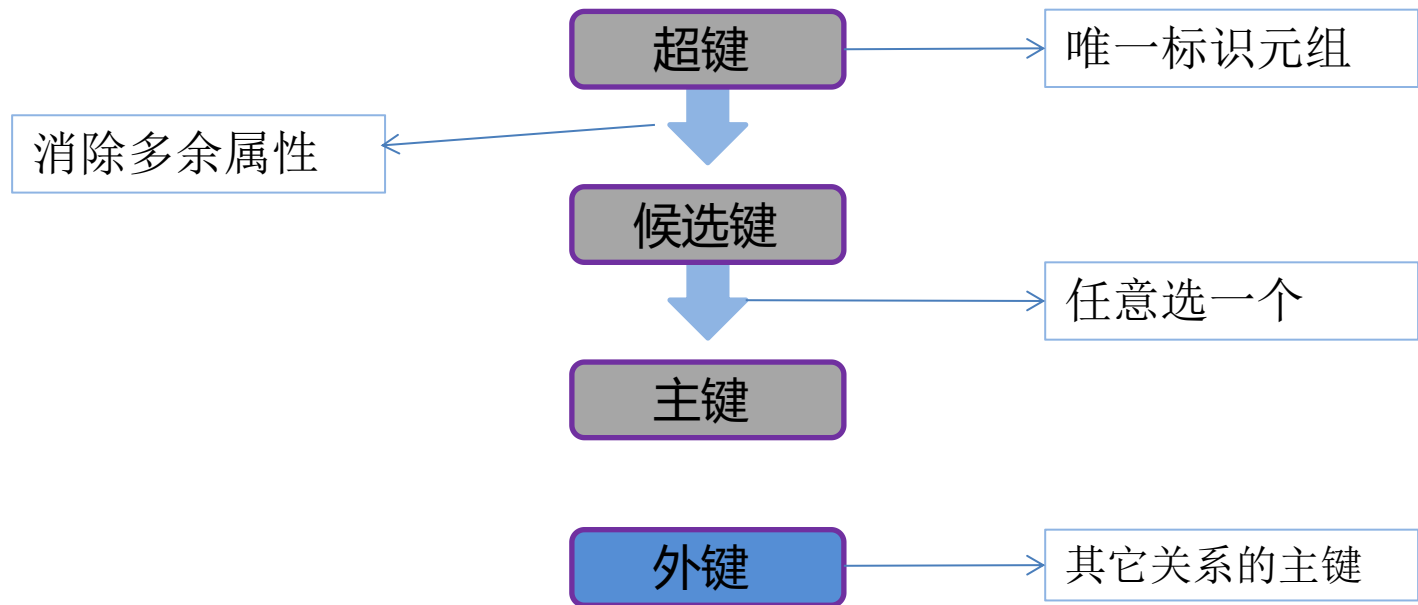 超键
唯一标识元组
消除多余属性
候选键
任意选一个
主键
外键
其它关系的主键